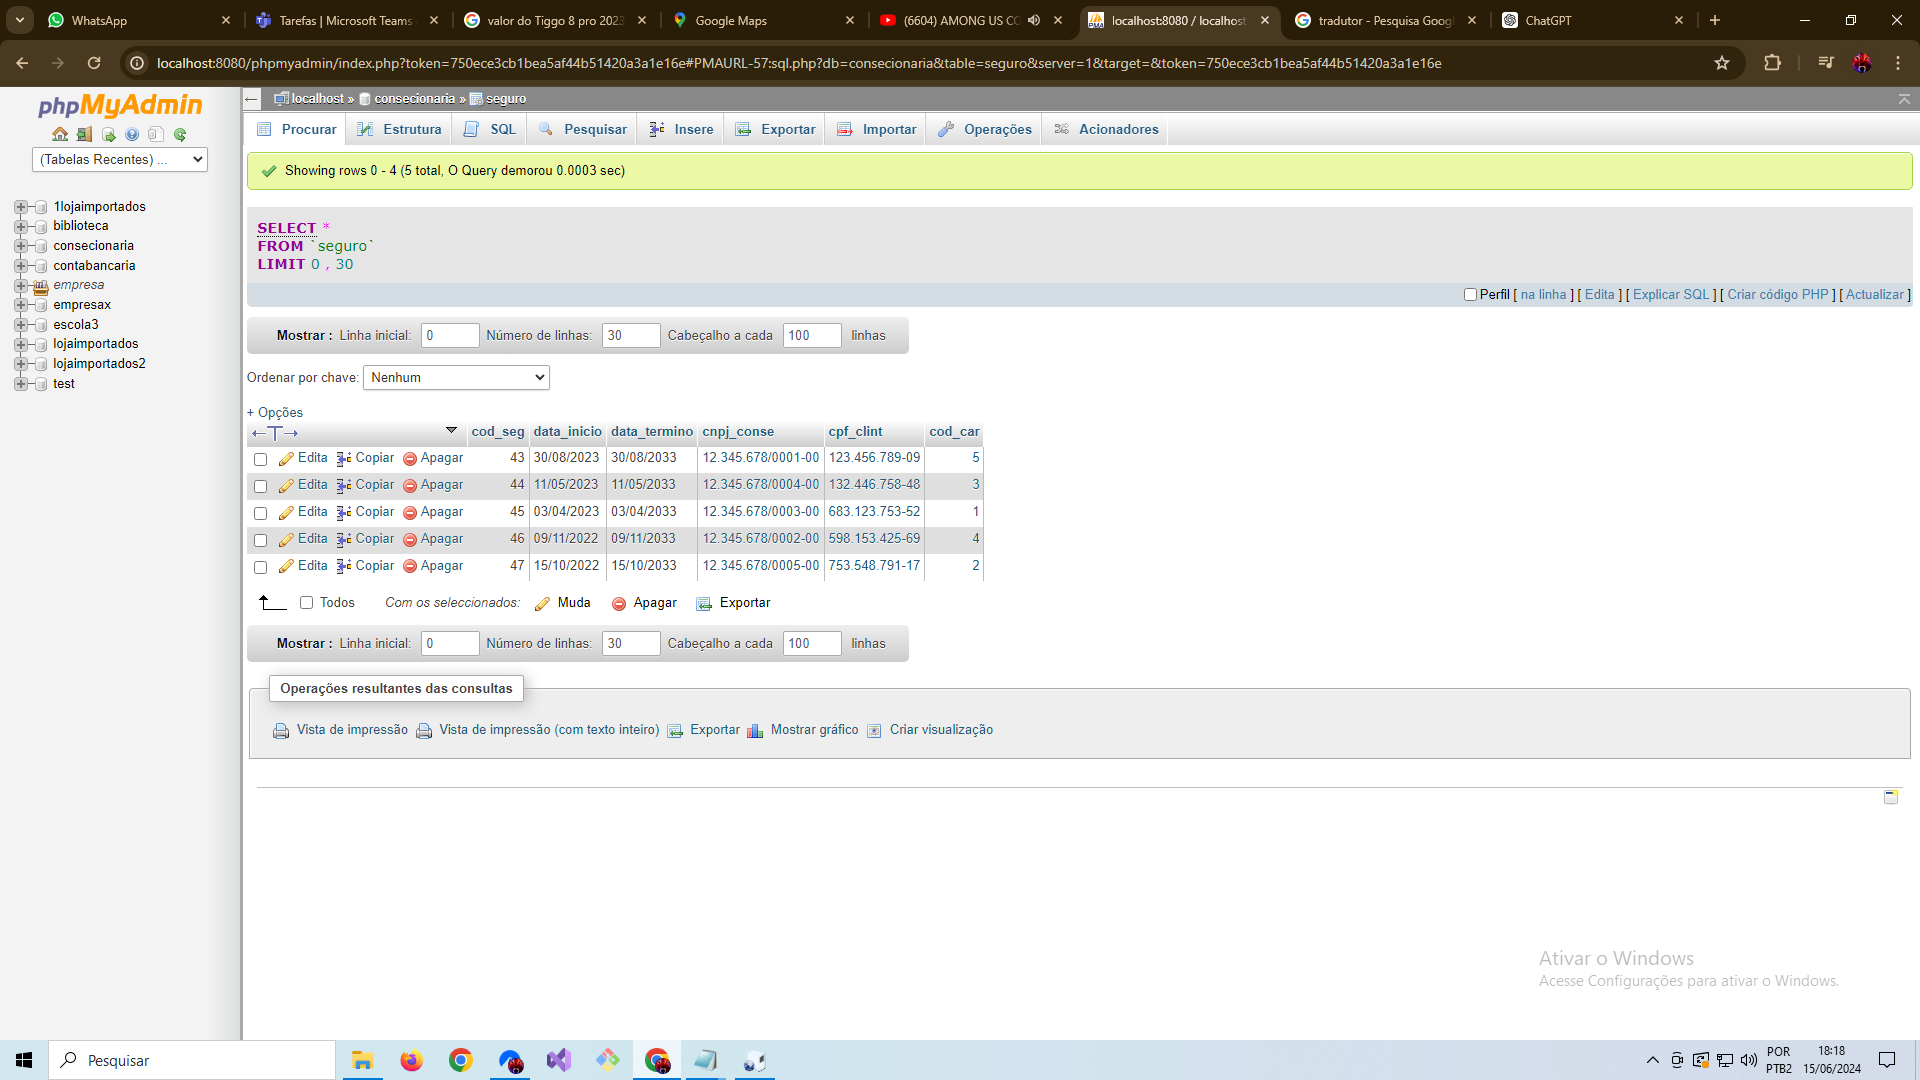 WhatsApp
Tarefas | Microsoft Teams
valor do Tiggo 8 pro 2023
Google Maps
(6604) AMONG US CO
localhost:8080 / localhost
tradutor - Pesquisa Goog
ChatGPT
localhost:8080/phpmyadmin/index.php?token=750ece3cb1bea5af44b51420a3a1e16e#PMAURL-57:sql.php?db=consecionaria&table=seguro&server=1&target=&token=750ece3cb1bea5af44b51420a3a1e16e
phpMyAdmin
(Tabelas Recentes) ...
1lojaimportados
biblioteca
consecionaria
contabancaria
empresa
empresax
escola3
lojaimportados
lojaimportados2
test
localhost » consecionaria » seguro
Procurar Estrutura SQL Pesquisar Insere Exportar Importar Operações Acionadores
Showing rows 0 - 4 (5 total, O Query demorou 0.0003 sec)
SELECT *
FROM `seguro`
LIMIT 0 , 30
Perfil [ na linha ] [ Edita ] [ Explicar SQL ] [ Criar código PHP ] [ Actualizar ]
Mostrar : Linha inicial: 0 Número de linhas: 30 Cabeçalho a cada 100 linhas
Ordenar por chave: Nenhum
+ Opções
←T→ cod_seg data_inicio data_termino cnpj_conse cpf_clint cod_car
Edita Copiar Apagar 43 30/08/2023 30/08/2033 12.345.678/0001-00 123.456.789-09 5
Edita Copiar Apagar 44 11/05/2023 11/05/2033 12.345.678/0004-00 132.446.758-48 3
Edita Copiar Apagar 45 03/04/2023 03/04/2033 12.345.678/0003-00 683.123.753-52 1
Edita Copiar Apagar 46 09/11/2022 09/11/2033 12.345.678/0002-00 598.153.425-69 4
Edita Copiar Apagar 47 15/10/2022 15/10/2033 12.345.678/0005-00 753.548.791-17 2
Todos Com os seleccionados: Muda Apagar Exportar
Mostrar : Linha inicial: 0 Número de linhas: 30 Cabeçalho a cada 100 linhas
Operações resultantes das consultas
Vista de impressão Vista de impressão (com texto inteiro) Exportar Mostrar gráfico Criar visualização
Ativar o Windows
Acesse Configurações para ativar o Windows.
Pesquisar
POR
PTB2
18:18
15/06/2024